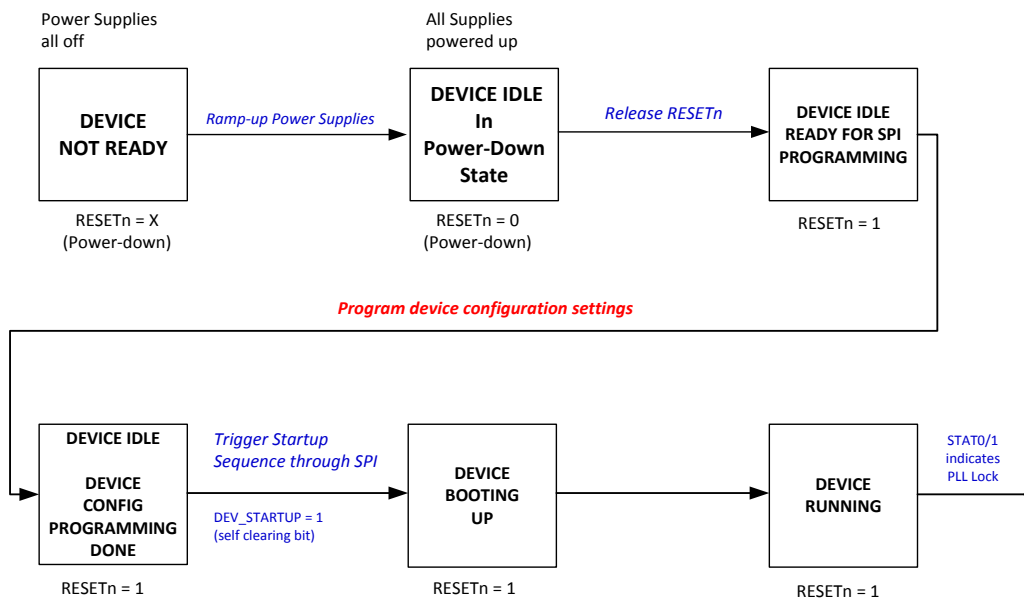 Power Supplies
all off
All Supplies
powered up
DEVICE
NOT READY
Ramp-up Power Supplies
DEVICE IDLE
In
Power-Down
State
Release RESETn
DEVICE IDLE
READY FOR SPI
PROGRAMMING
RESETn = X
(Power-down)
RESETn = 0
(Power-down)
RESETn = 1
Program device configuration settings
DEVICE IDLE
DEVICE
CONFIG
PROGRAMMING
DONE
Trigger Startup
Sequence through SPI
DEV_STARTUP = 1
(self clearing bit)
DEVICE
BOOTING
UP
DEVICE
RUNNING
STAT0/1
indicates
PLL Lock
RESETn = 1
RESETn = 1
RESETn = 1